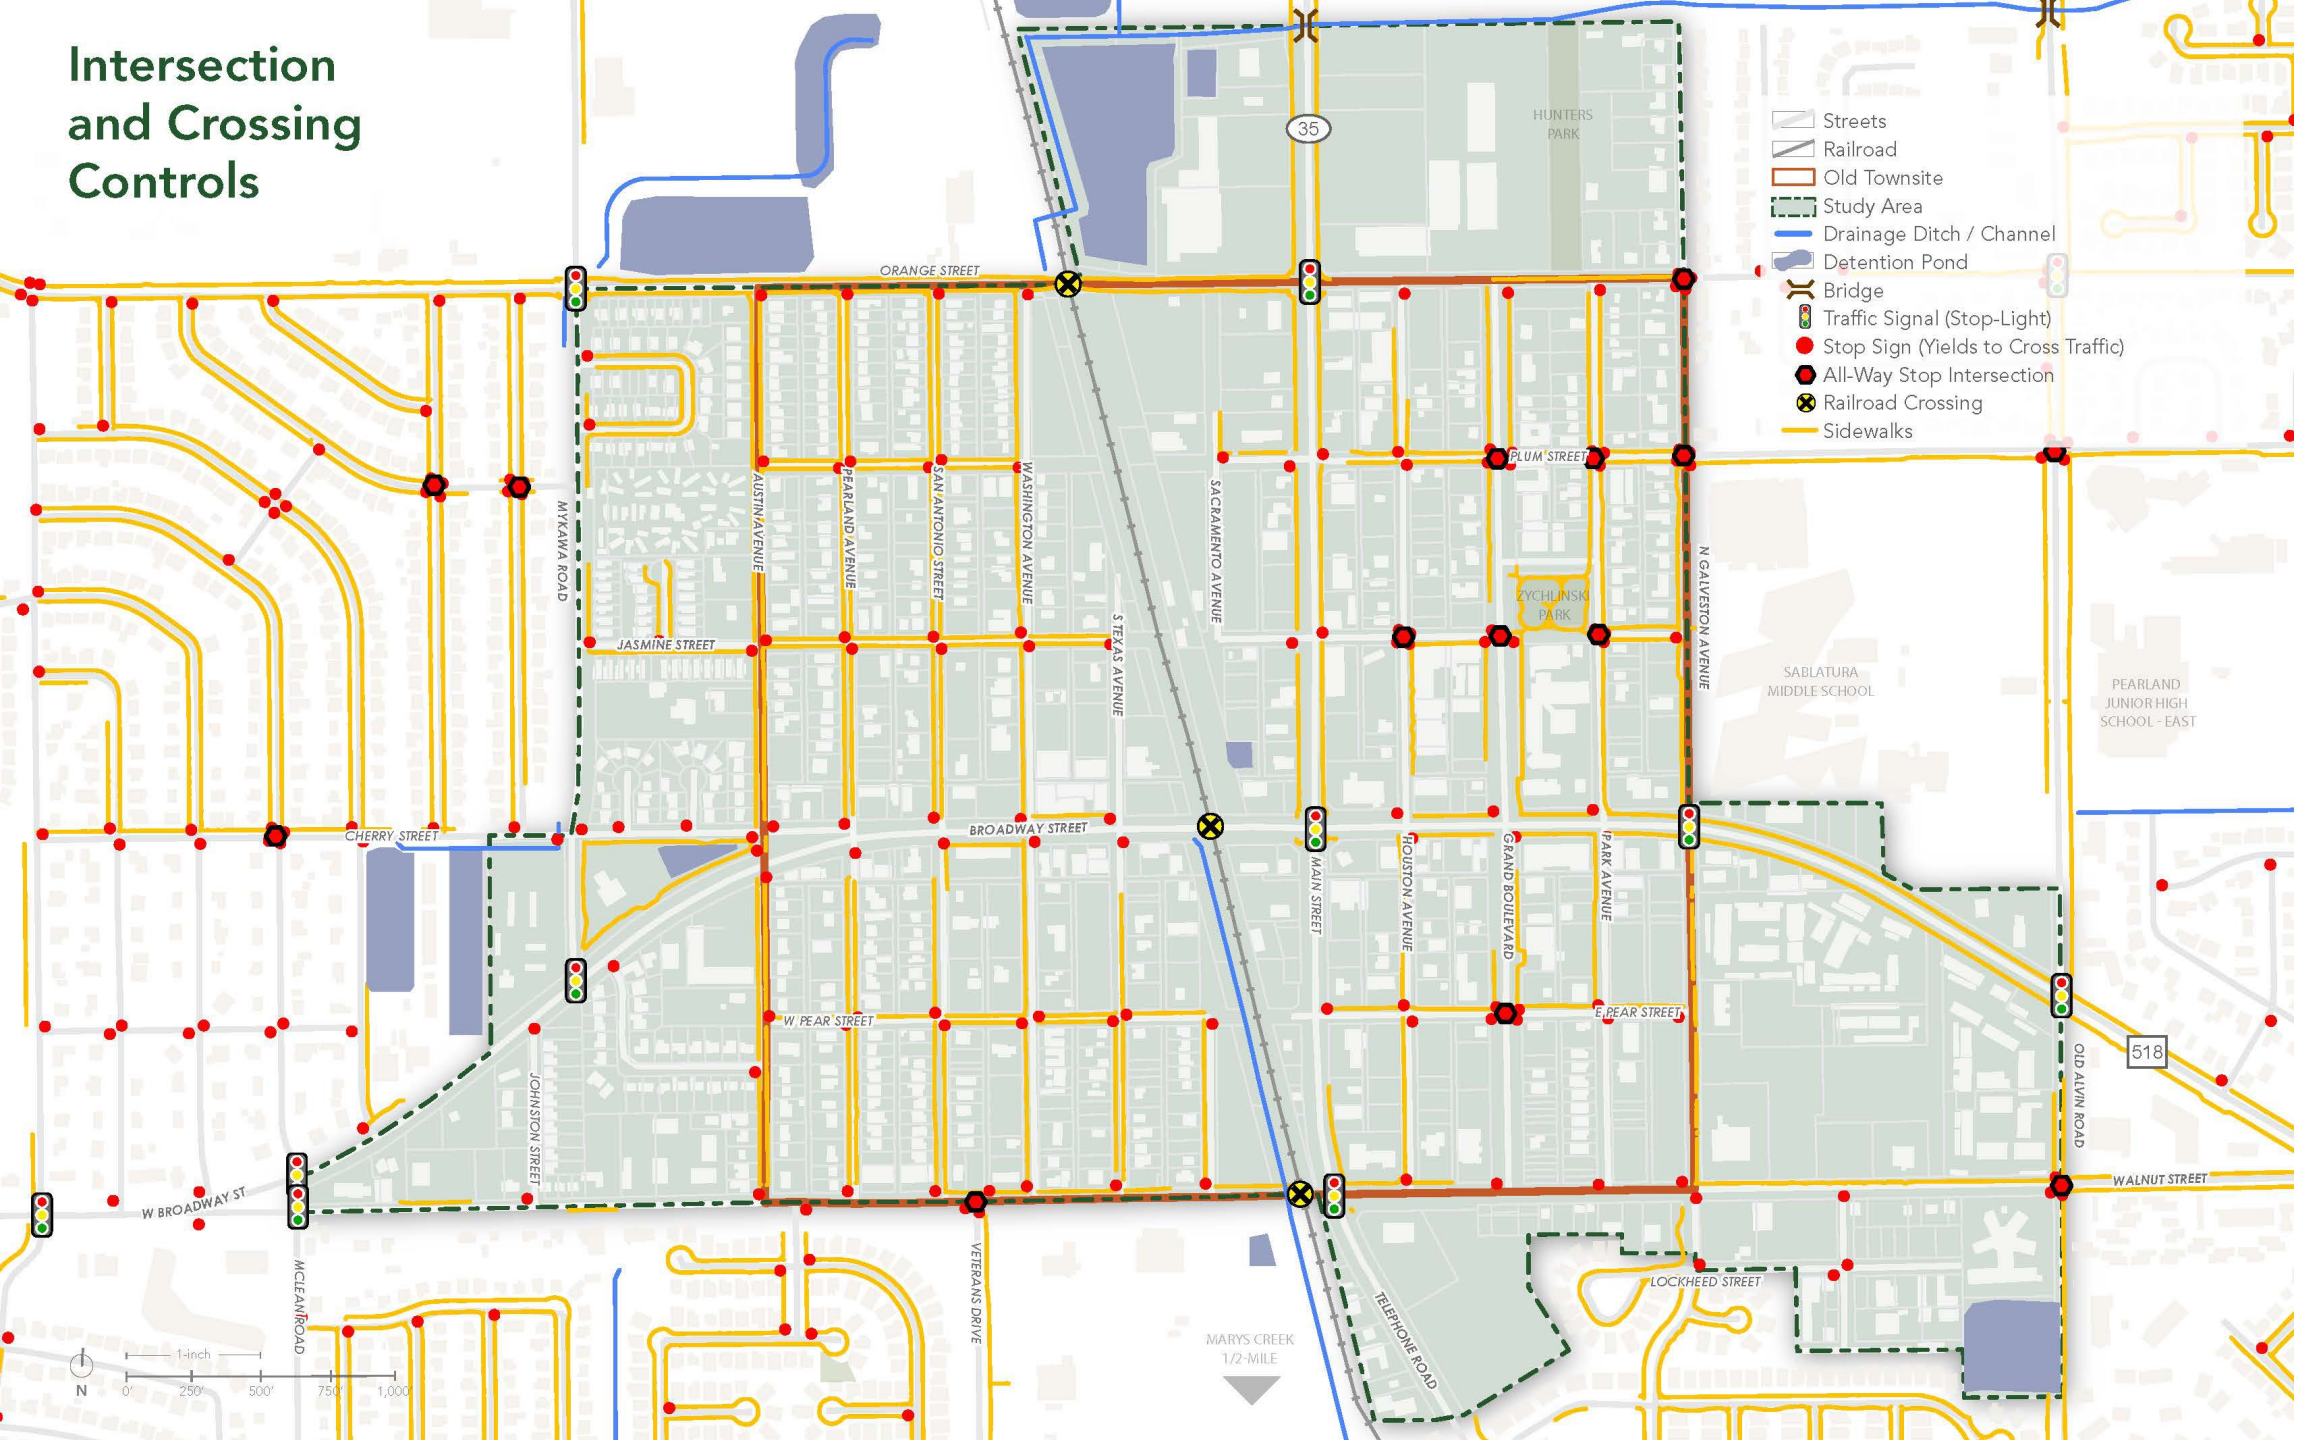 Intersection
and Crossing
Controls
35
HUNTERS
PARK
Streets
Railroad
Old Townsite
Study Area
Drainage Ditch / Channel
Detention Pond
Bridge
Traffic Signal (Stop-Light)
Stop Sign (Yields to Cross Traffic)
All-Way Stop Intersection
Railroad Crossing
Sidewalks
ORANGE STREET
PLUM STREET
MYKAWA ROAD
AUSTIN AVENUE
PEARLAND AVENUE
SAN ANTONIO STREET
WASHINGTON AVENUE
SACRAMENTO AVENUE
N GALVESTON AVENUE
ZYCHLINSKI
PARK
JASMINE STREET
S TEXAS AVENUE
SABLATURA
MIDDLE SCHOOL
PEARLAND
JUNIOR HIGH
SCHOOL - EAST
CHERRY STREET
BROADWAY STREET
MAIN STREET
HOUSTON AVENUE
GRAND BOULEVARD
PARK AVENUE
W PEAR STREET
E PEAR STREET
518
JOHNSTON STREET
OLD ALVIN ROAD
W BROADWAY ST
WALNUT STREET
MCLEAN ROAD
VETERANS DRIVE
LOCKHEED STREET
TELEPHONE ROAD
MARYS CREEK
1/2-MILE
1-inch
N
0' 250' 500' 750' 1,000'